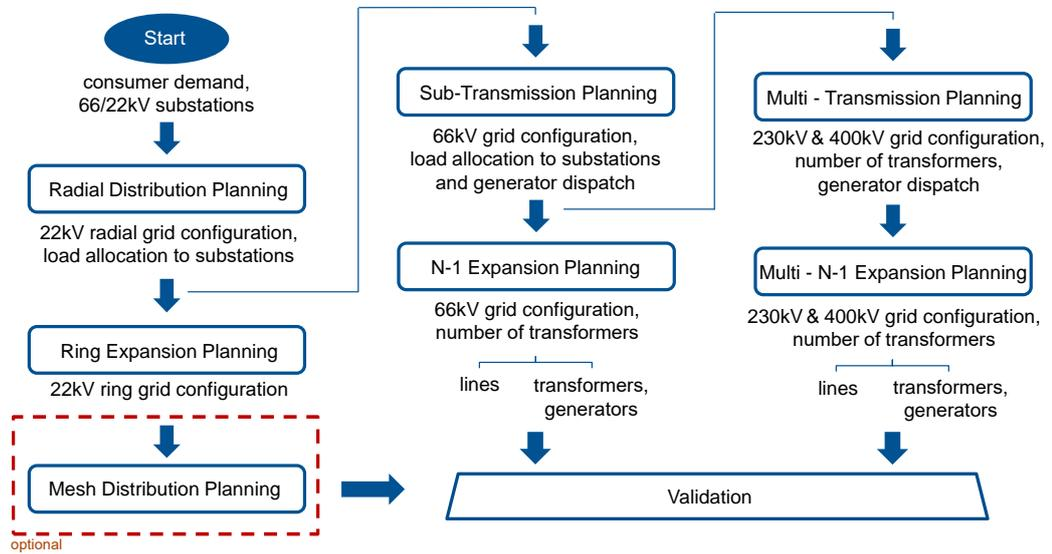 Start
consumer demand,
66/22kV substations
Radial Distribution Planning
22kV radial grid configuration,
load allocation to substations
Ring Expansion Planning
22kV ring grid configuration
Mesh Distribution Planning
optional
Sub-Transmission Planning
66kV grid configuration,
load allocation to substations
and generator dispatch
N-1 Expansion Planning
66kV grid configuration,
number of transformers
lines
transformers,
generators
Multi - Transmission Planning
230kV & 400kV grid configuration,
number of transformers,
generator dispatch
Multi - N-1 Expansion Planning
230kV & 400kV grid configuration,
number of transformers
lines
transformers,
generators
Validation